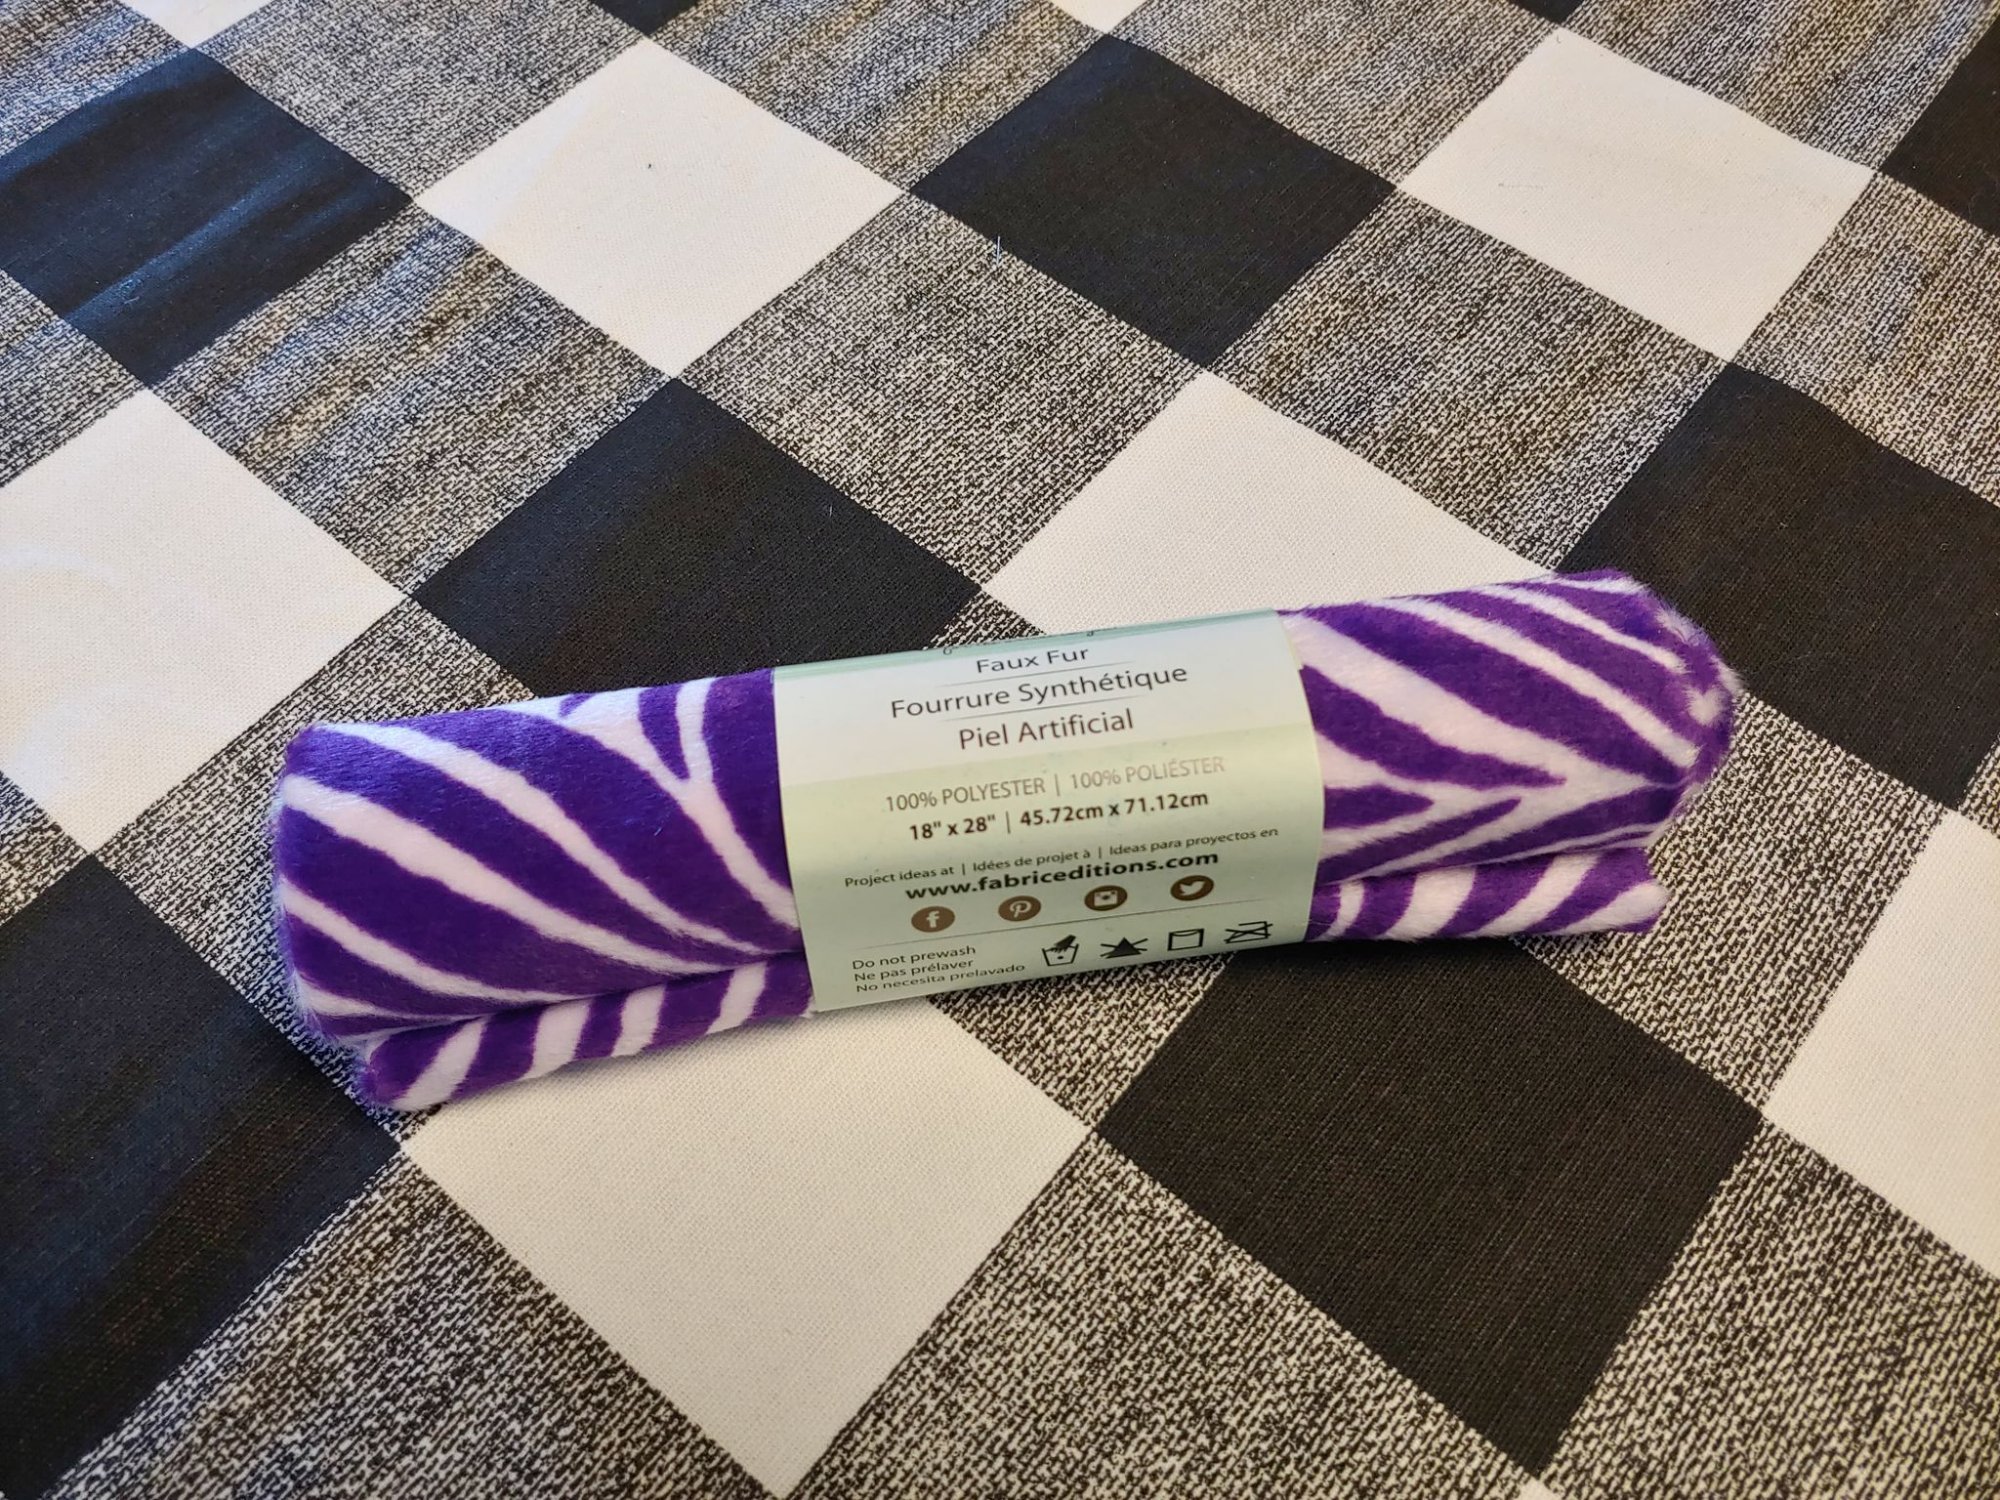 Faux Fur
Fourrure Synthétique
Piel Artificial
100% POLYESTER | 100% POLIÉSTER
18" x 28" | 45.72cm x 71.12cm
Project ideas at | Idées de projet à | Ideas para proyectos en
www.fabriceditions.com
Do not prewash
Ne pas prélaver
No necesita prelavado